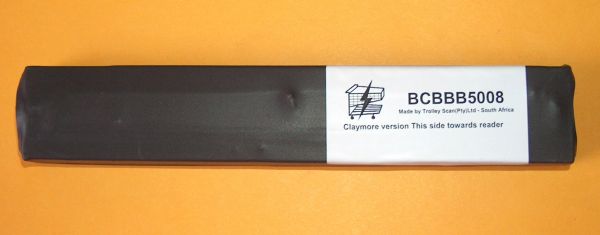 BCBBB5008
Made by Trolley Scan(Pty)Ltd - South Africa
Claymore version This side towards reader